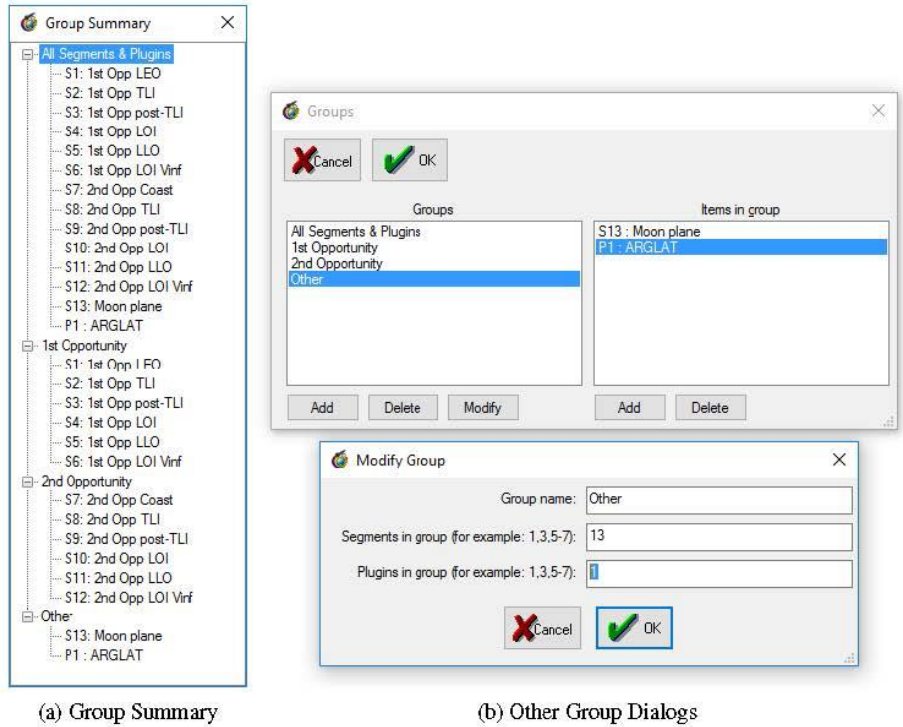 Group Summary
All Segments & Plugins
S1: 1st Opp LEO
S2: 1st Opp TLI
S3: 1st Opp post-TLI
S4: 1st Opp LOI
S5: 1st Opp LLO
S6: 1st Opp LOI Vinf
S7: 2nd Opp Coast
S8: 2nd Opp TLI
S9: 2nd Opp post-TLI
S10: 2nd Opp LOI
S11: 2nd Opp LLO
S12: 2nd Opp LOI Vinf
S13: Moon plane
P1 : ARGLAT
1st Opportunity
S1: 1st Opp LEO
S2: 1st Opp TLI
S3: 1st Opp post-TLI
S4: 1st Opp LOI
S5: 1st Opp LLO
S6: 1st Opp LOI Vinf
2nd Opportunity
S7: 2nd Opp Coast
S8: 2nd Opp TLI
S9: 2nd Opp post-TLI
S10: 2nd Opp LOI
S11: 2nd Opp LLO
S12: 2nd Opp LOI Vinf
Other
S13: Moon plane
P1 : ARGLAT
(a) Group Summary
Groups
Cancel
OK
Groups
All Segments & Plugins
1st Opportunity
2nd Opportunity
Other
Add
Delete
Modify
Items in group
S13 : Moon plane
P1 : ARGLAT
Add
Delete
Modify Group
Group name: Other
Segments in group (for example: 1,3,5-7): 13
Plugins in group (for example: 1,3,5-7): 1
Cancel
OK
(b) Other Group Dialogs